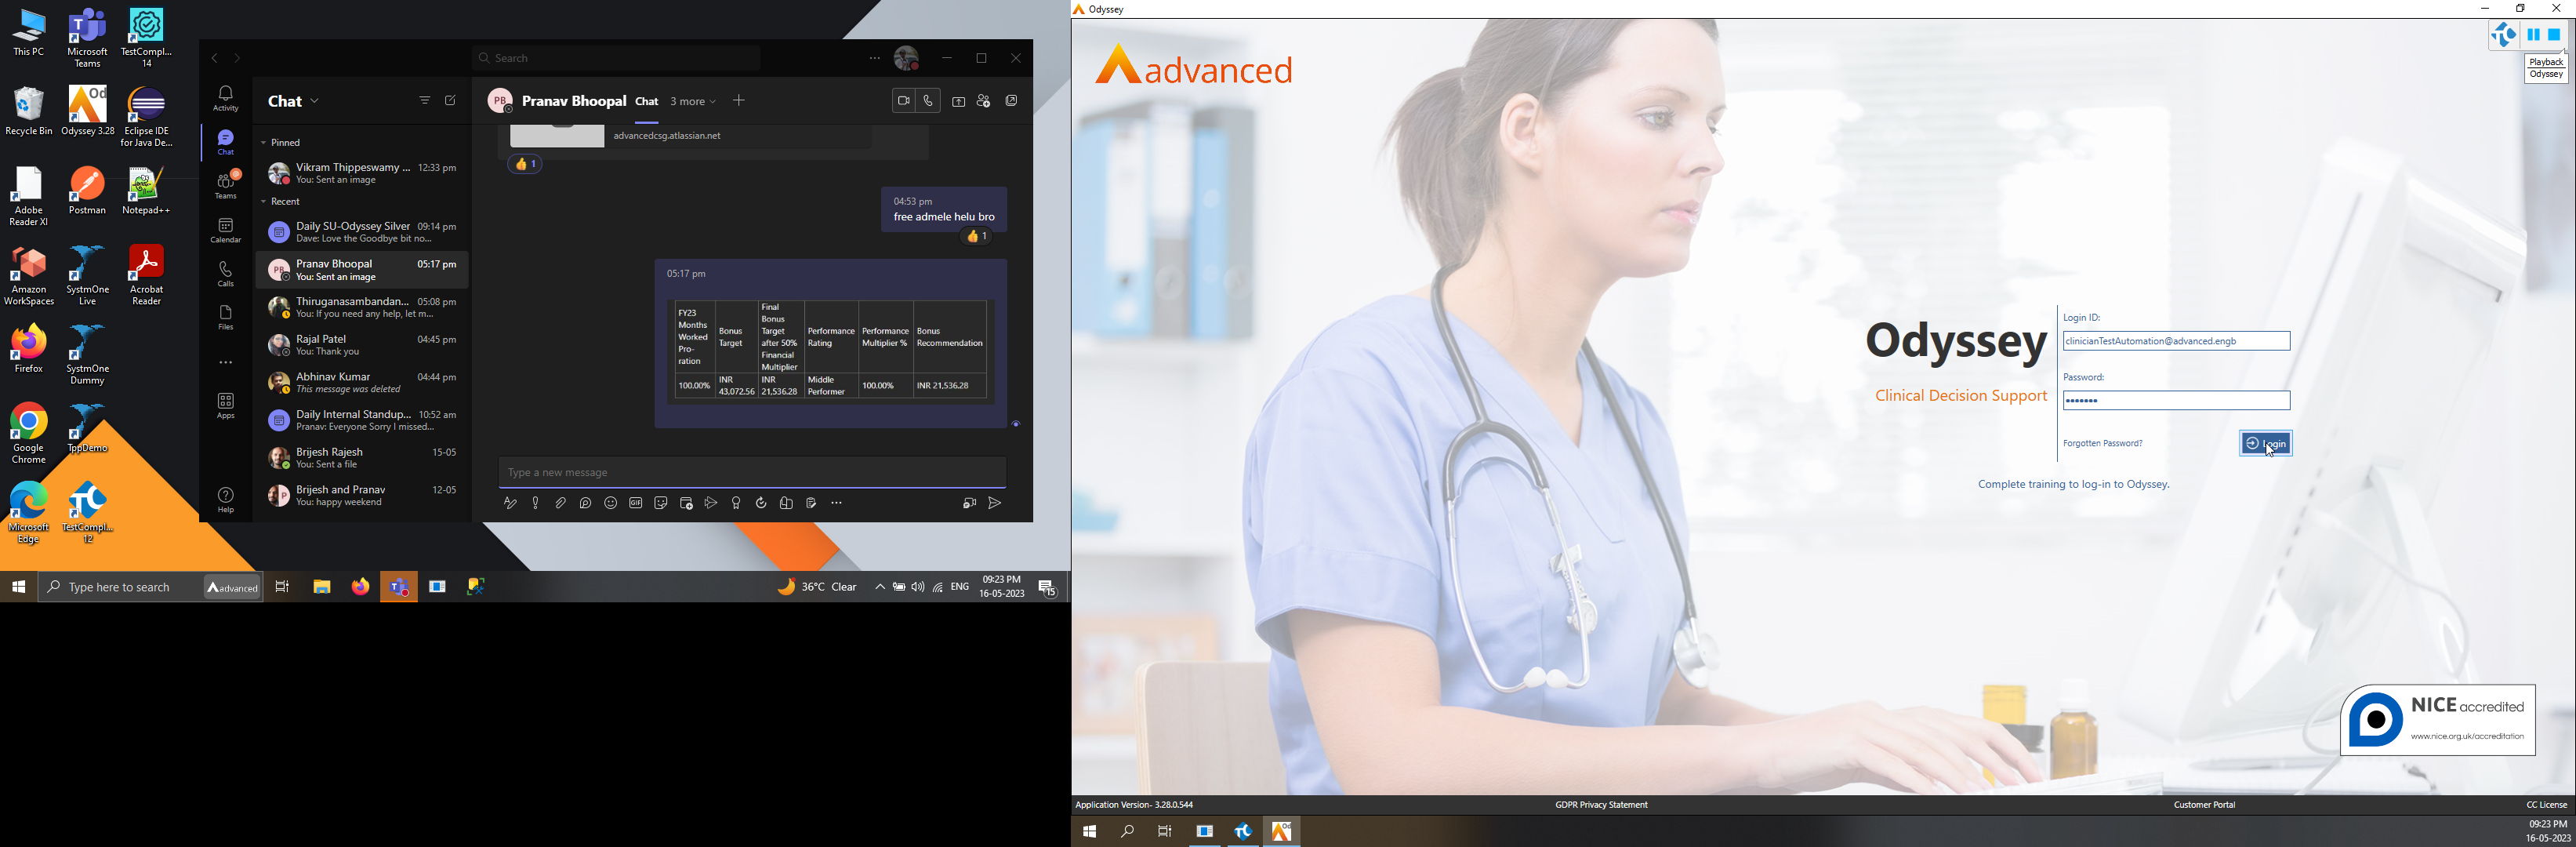 This PC
Microsoft
Teams
TestCompl...
14
Recycle Bin
Odyssey 3.28
Eclipse IDE
for Java De...
Adobe
Reader XI
Postman
Notepad++
Amazon
WorkSpaces
SystmOne
Live
Acrobat
Reader
Firefox
SystmOne
Dummy
Google
Chrome
TppDemo
Microsoft
Edge
TestCompl...
12
Search
Activity
Chat
Teams
Calendar
Calls
Files
Apps
Help
Chat
Pinned
Vikram Thippeswamy ... 12:33 pm
You: Sent an image
Recent
Daily SU-Odyssey Silver 09:14 pm
Dave: Love the Goodbye bit no...
PB
Pranav Bhoopal 05:17 pm
You: Sent an image
Thiruganasambandan... 05:08 pm
You: If you need any help, let m...
Rajal Patel 04:45 pm
You: Thank you
Abhinav Kumar 04:44 pm
This message was deleted
Daily Internal Standup... 10:52 am
Pranav: Everyone Sorry I missed...
Brijesh Rajesh 15-05
You: Sent a file
P
Brijesh and Pranav 12-05
You: happy weekend
PB Pranav Bhoopal Chat 3 more
advancedcsg.atlassian.net
1
04:53 pm
free admele helu bro
1
05:17 pm
FY23
Months
Worked
Pro-
ration
Bonus
Target
Final
Bonus
Target
after 50%
Financial
Multiplier
Performance
Rating
Performance
Multiplier %
Bonus
Recommendation
100.00%
INR
43,072.56
INR
21,536.28
Middle
Performer
100.00%
INR 21,536.28
Type a new message
GIF
Type here to search
advanced
36°C Clear
ENG
09:23 PM
16-05-2023
15
Odyssey
advanced
Playback
Odyssey
Odyssey
Clinical Decision Support
Login ID:
clinicianTestAutomation@advanced.engb
Password:
Forgotten Password?
Login
Complete training to log-in to Odyssey.
NICE accredited
www.nice.org.uk/accreditation
Application Version- 3.28.0.544
GDPR Privacy Statement
Customer Portal
CC License
09:23 PM
16-05-2023